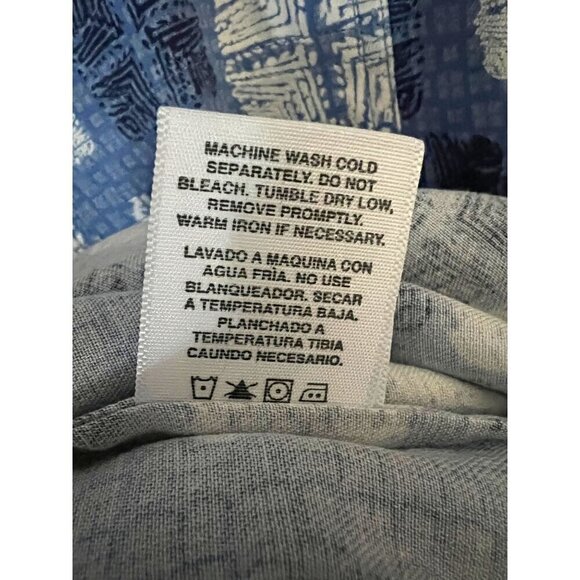 MACHINE WASH COLD
SEPARATELY. DO NOT
BLEACH. TUMBLE DRY LOW,
REMOVE PROMPTLY.
WARM IRON IF NECESSARY.
LAVADO A MAQUINA CON
AGUA FRÌA. NO USE
BLANQUEADOR. SECAR
A TEMPERATURA BAJA.
PLANCHADO A
TEMPERATURA TIBIA
CAUNDO NECESARIO.